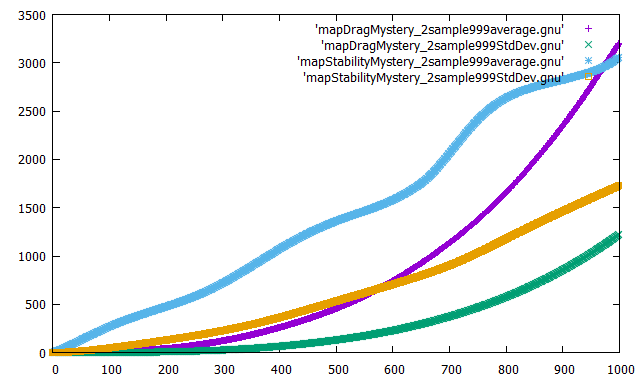 3500
3000
2500
2000
1500
1000
500
0
'mapDragMystery_2sample999average.gnu'
'mapDragMystery_2sample999StdDev.gnu'
'mapStabilityMystery_2sample999average.gnu'
'mapStabilityMystery_2sample999StdDev.gnu'
0 100 200 300 400 500 600 700 800 900 1000